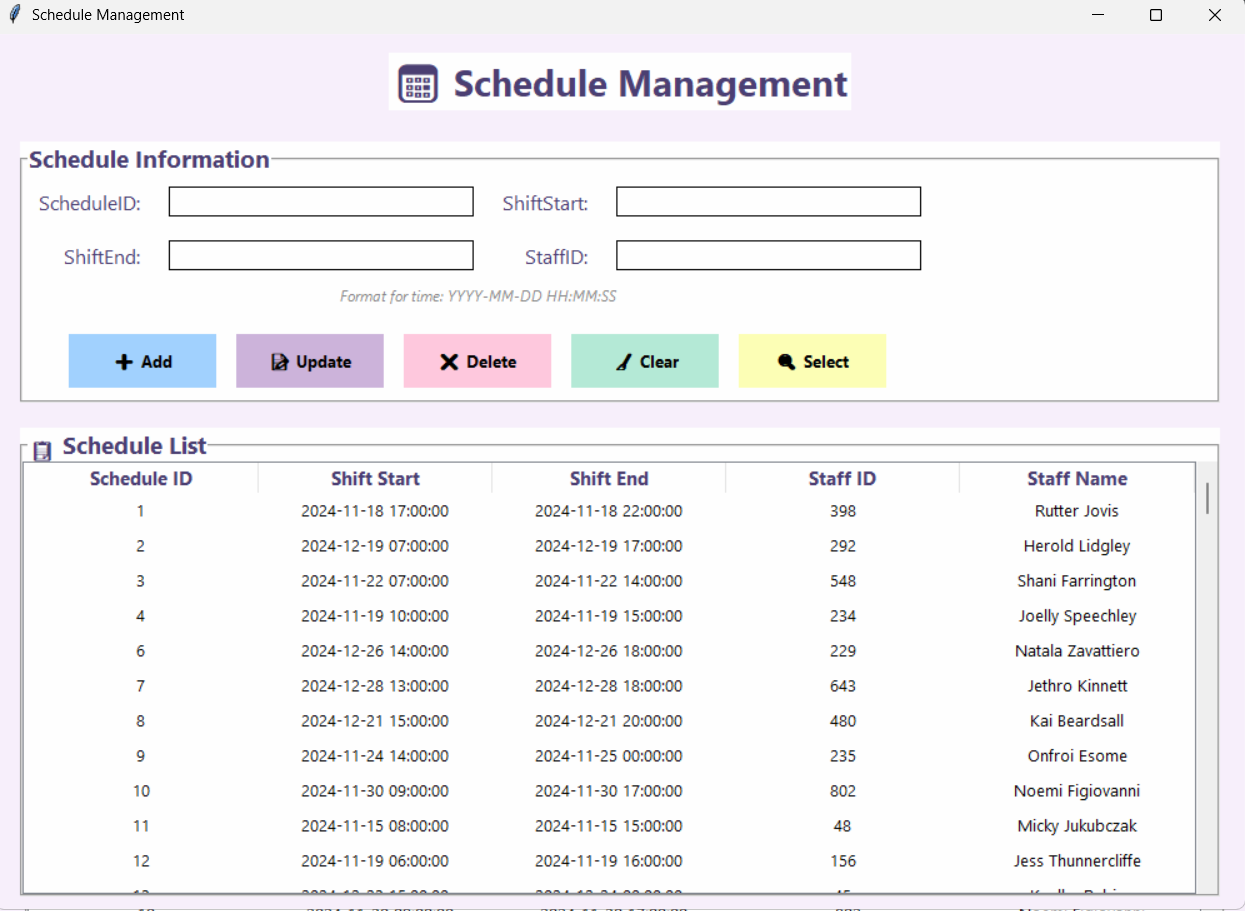 Schedule Management
Schedule Management
Schedule Information
ScheduleID: ShiftStart:
ShiftEnd: StaffID:
Format for time: YYYY-MM-DD HH:MM:SS
Add Update Delete Clear Select
Schedule List
Schedule ID Shift Start Shift End Staff ID Staff Name
1 2024-11-18 17:00:00 2024-11-18 22:00:00 398 Rutter Jovis
2 2024-12-19 07:00:00 2024-12-19 17:00:00 292 Herold Lidgley
3 2024-11-22 07:00:00 2024-11-22 14:00:00 548 Shani Farrington
4 2024-11-19 10:00:00 2024-11-19 15:00:00 234 Joelly Speechley
6 2024-12-26 14:00:00 2024-12-26 18:00:00 229 Natala Zavattiero
7 2024-12-28 13:00:00 2024-12-28 18:00:00 643 Jethro Kinnett
8 2024-12-21 15:00:00 2024-12-21 20:00:00 480 Kai Beardsall
9 2024-11-24 14:00:00 2024-11-25 00:00:00 235 Onfroi Esome
10 2024-11-30 09:00:00 2024-11-30 17:00:00 802 Noemi Figiovanni
11 2024-11-15 08:00:00 2024-11-15 15:00:00 48 Micky Jukubczak
12 2024-11-19 06:00:00 2024-11-19 16:00:00 156 Jess Thunnercliffe